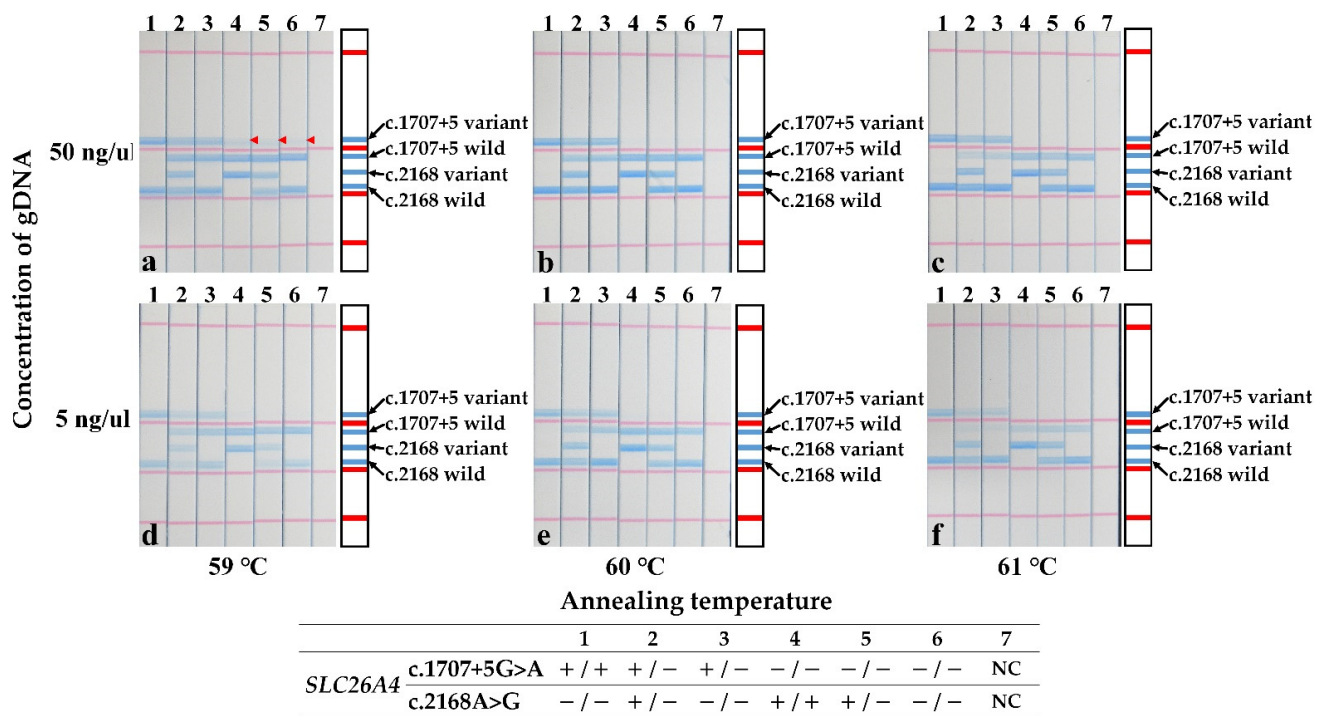 1 2 3 4 5 6 7
1 2 3 4 5 6 7
1 2 3 4 5 6 7
Concentration of gDNA
50 ng/ul
c.1707+5 variant
c.1707+5 wild
c.2168 variant
c.2168 wild
a
c.1707+5 variant
c.1707+5 wild
c.2168 variant
c.2168 wild
b
c.1707+5 variant
c.1707+5 wild
c.2168 variant
c.2168 wild
c
1 2 3 4 5 6 7
1 2 3 4 5 6 7
1 2 3 4 5 6 7
5 ng/ul
c.1707+5 variant
c.1707+5 wild
c.2168 variant
c.2168 wild
d
c.1707+5 variant
c.1707+5 wild
c.2168 variant
c.2168 wild
e
c.1707+5 variant
c.1707+5 wild
c.2168 variant
c.2168 wild
f
59 °C
60 °C
61 °C
Annealing temperature
1 2 3 4 5 6 7
SLC26A4
c.1707+5G>A +/+ +/− +/− −/− −/− −/− NC
c.2168A>G −/− +/− −/− +/+ +/− −/− NC